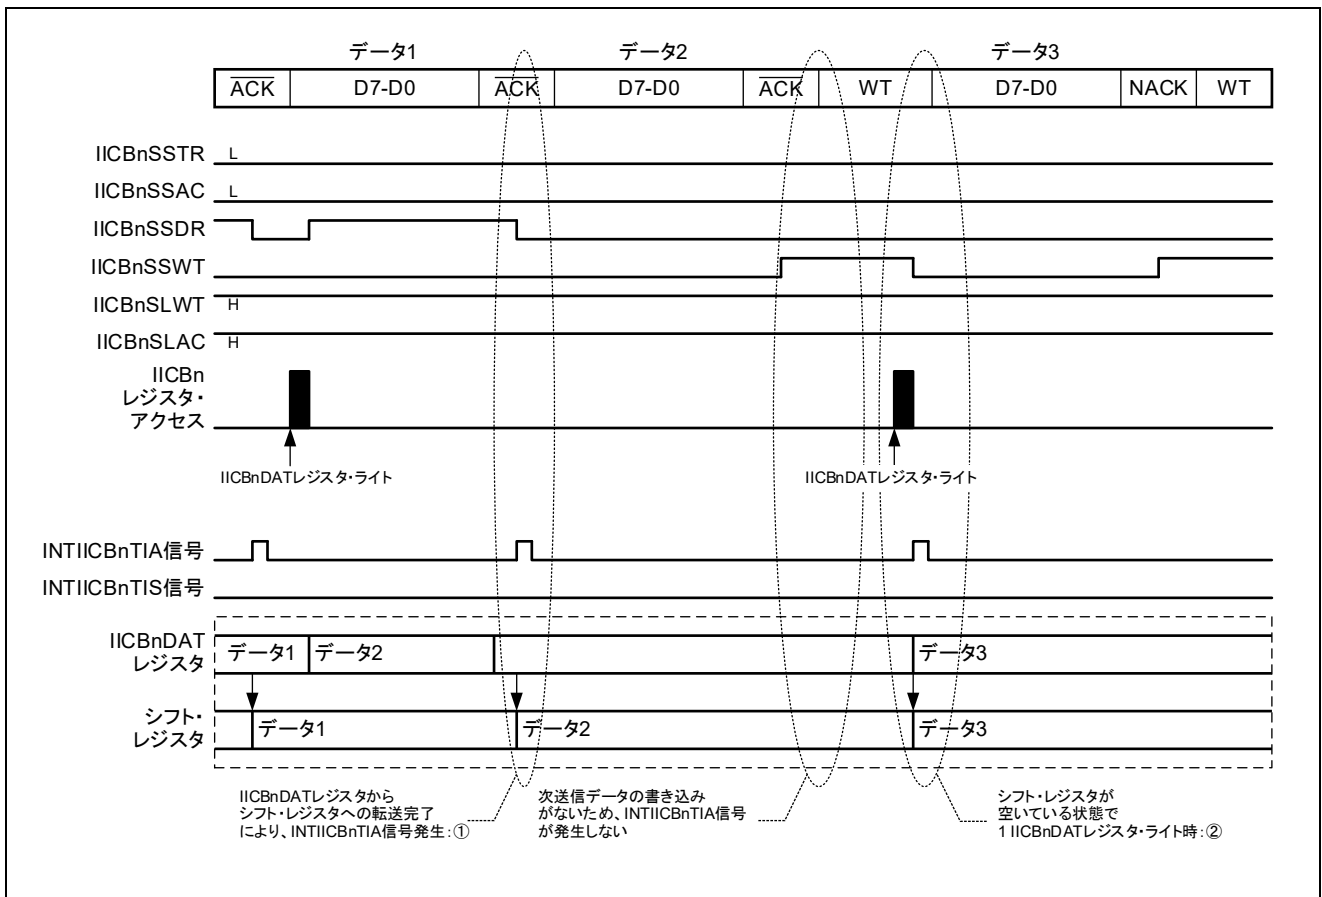 データ1 データ2 データ3
ACK D7-D0 ACK D7-D0 ACK WT D7-D0 NACK WT
IICBnSSTR L
IICBnSSAC L
IICBnSSDR
IICBnSSWT
IICBnSLWT H
IICBnSLAC H
IICBn
レジスタ・
アクセス
IICBnDATレジスタ・ライト IICBnDATレジスタ・ライト
INTIICBnTIA信号
INTIICBnTIS信号
IICBnDAT
レジスタ
データ1 データ2 データ3
シフト・
レジスタ
データ1 データ2 データ3
IICBnDATレジスタから
シフト・レジスタへの転送完了
により、INTIICBnTIA信号発生:①
次送信データの書き込み
がないため、INTIICBnTIA信号
が発生しない
シフト・レジスタが
空いている状態で
1 IICBnDATレジスタ・ライト時:②